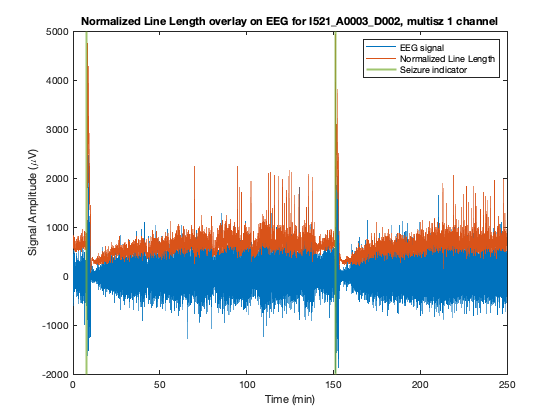 Normalized Line Length overlay on EEG for I521_A0003_D002, multisz 1 channel
EEG signal
Normalized Line Length
Seizure indicator
Signal Amplitude (μV)
5000
4000
3000
2000
1000
0
-1000
-2000
0 50 100 150 200 250
Time (min)